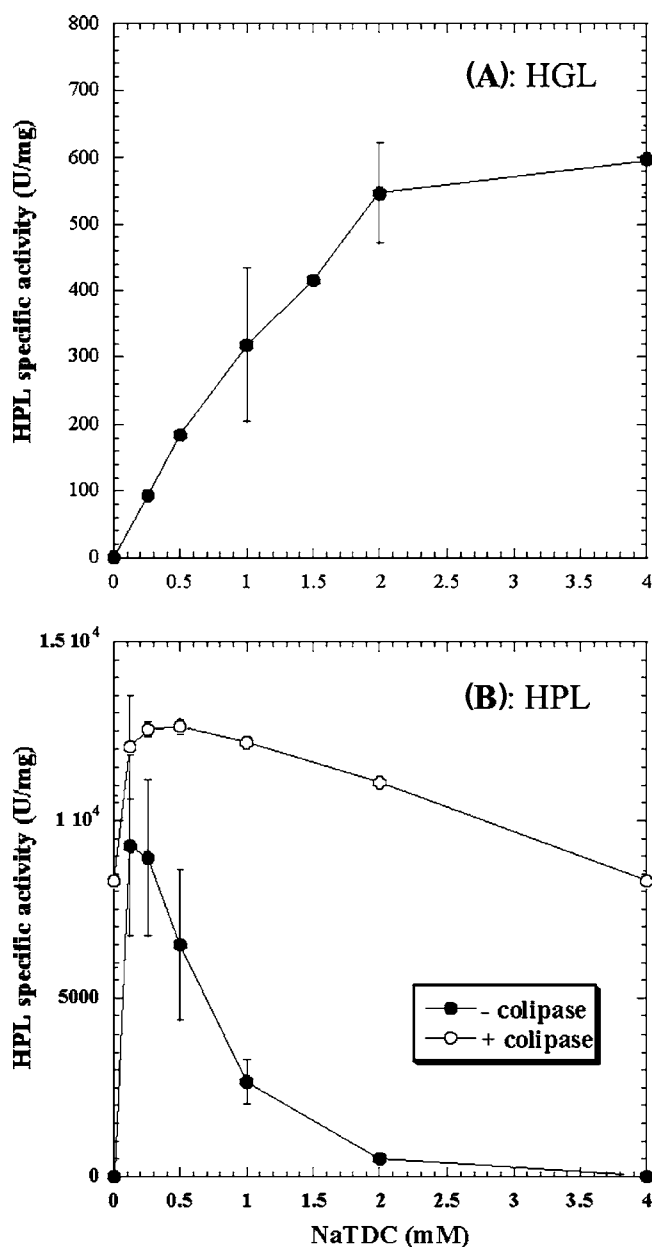 800
700
600
500
400
300
200
100
0
HPL specific activity (U/mg)
(A): HGL
0 0.5 1 1.5 2 2.5 3 3.5 4
1.5 10⁴
1 10⁴
5000
0
HPL specific activity (U/mg)
(B): HPL
- colipase
+ colipase
0 0.5 1 1.5 2 2.5 3 3.5 4
NaTDC (mM)